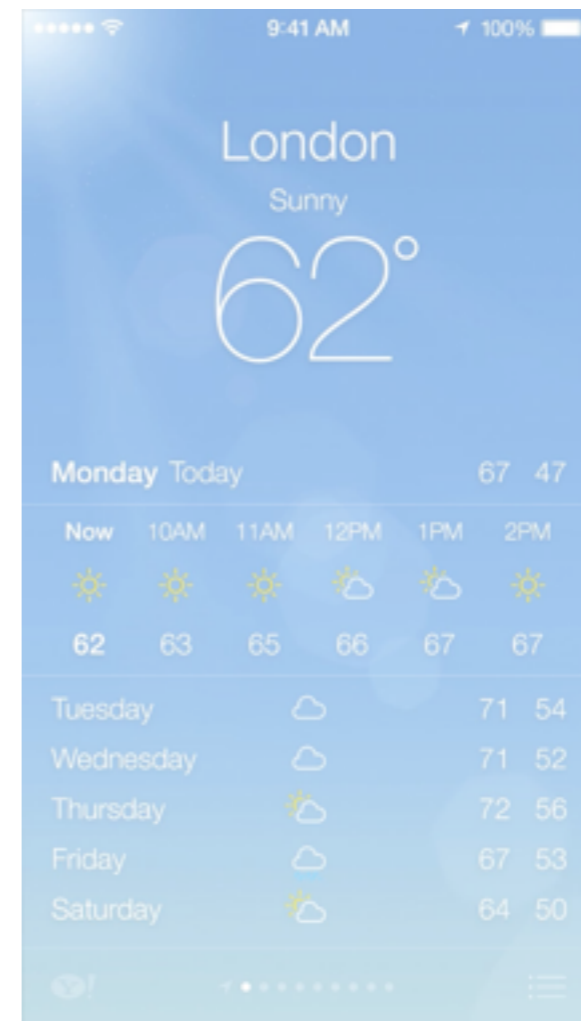 9:41 AM 100%
London
Sunny
62°
Monday Today 67 47
Now 10AM 11AM 12PM 1PM 2PM
62 63 65 66 67 67
Tuesday 71 54
Wednesday 71 52
Thursday 72 56
Friday 67 53
Saturday 64 50
Y!